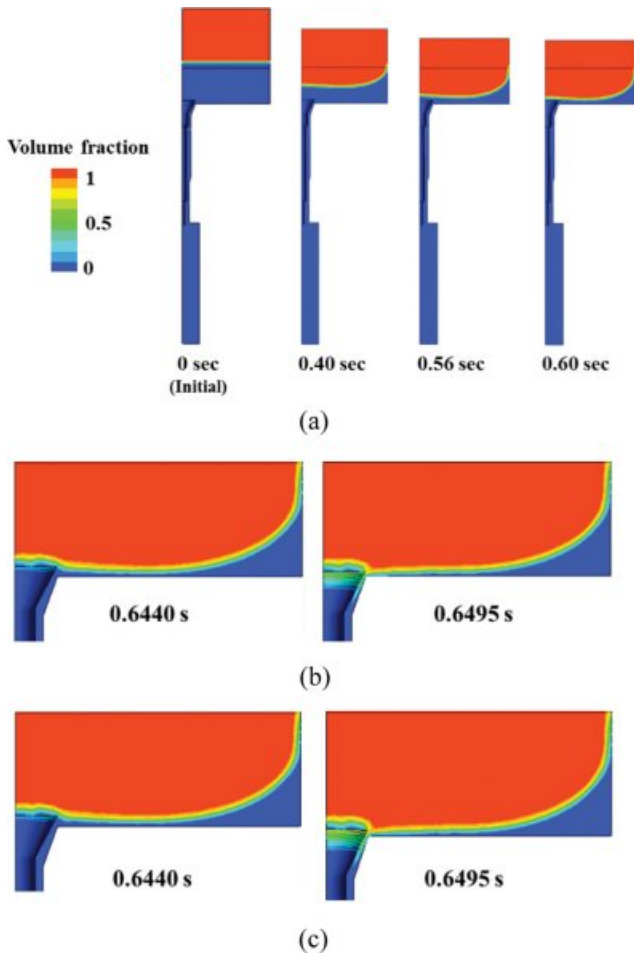 Volume fraction
1
0.5
0
0 sec
(Initial)
0.40 sec
0.56 sec
0.60 sec
(a)
0.6440 s
0.6495 s
(b)
0.6440 s
0.6495 s
(c)